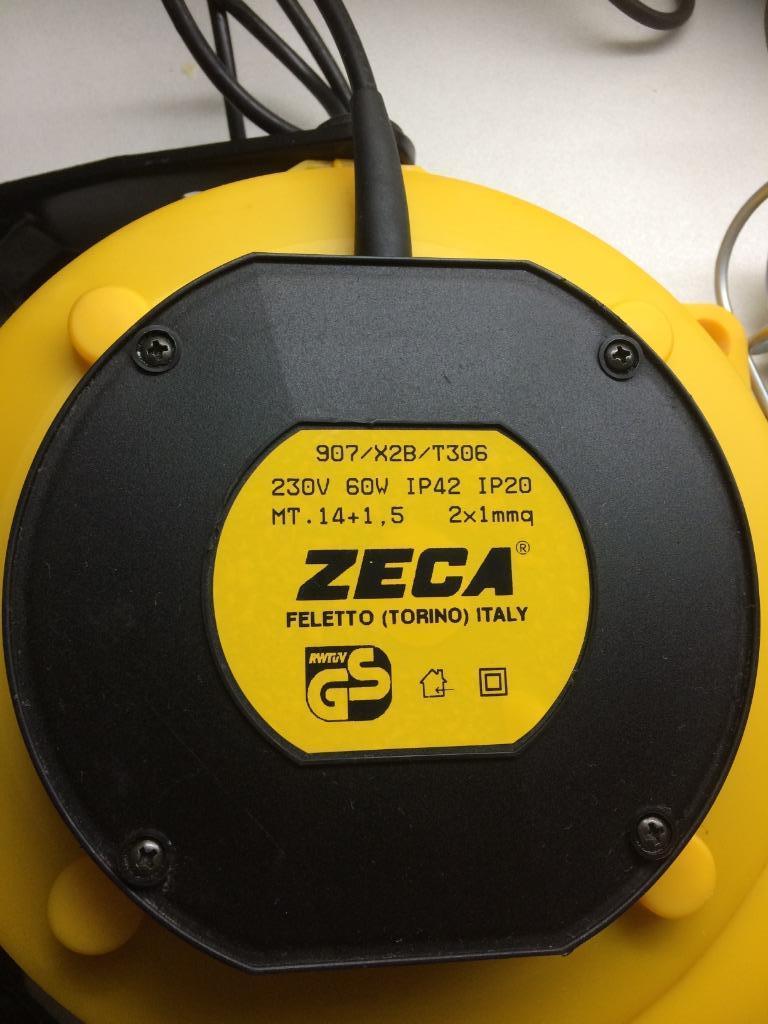 907/X2B/T306
230V 60W IP42 IP20
MT.14+1,5 2x1mmq
ZECA®
FELETTO (TORINO) ITALY
RWTÜV
GS